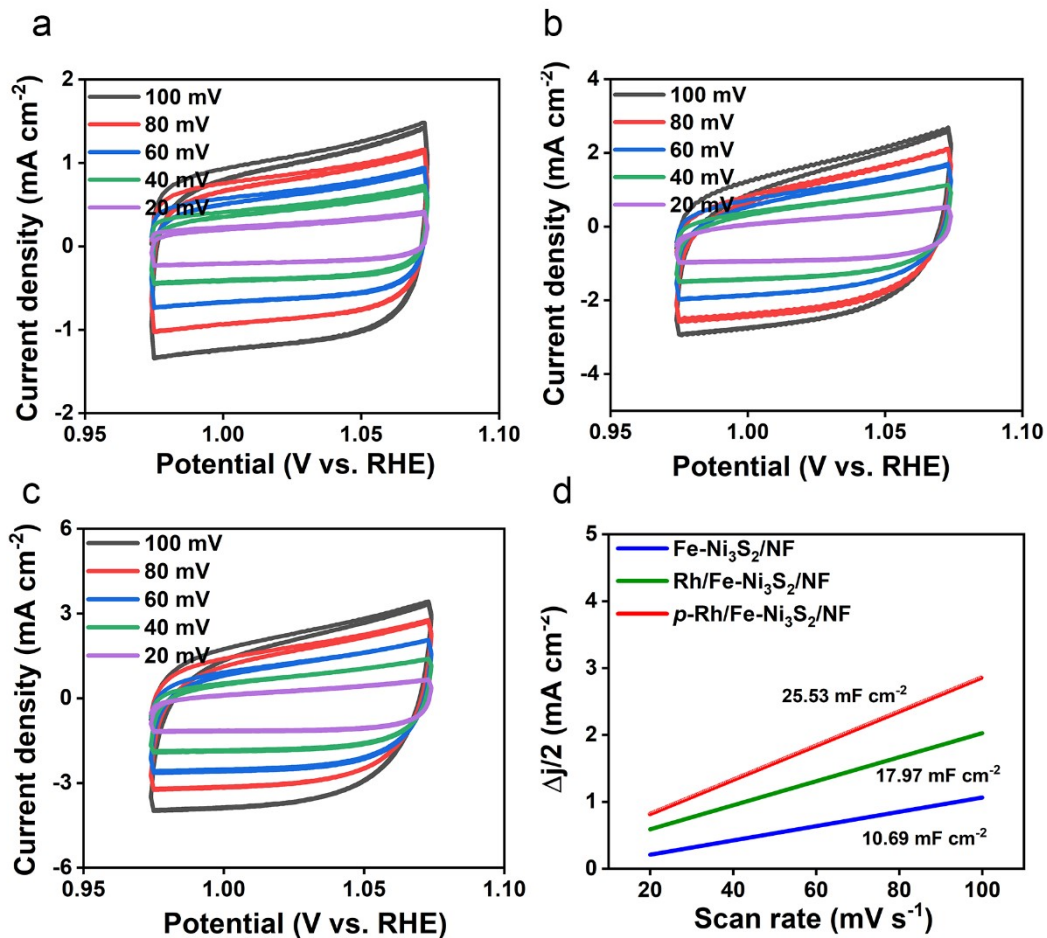 a
Current density (mA cm⁻²)
2
1
0
-1
-2
100 mV
80 mV
60 mV
40 mV
20 mV
0.95
1.00
1.05
1.10
Potential (V vs. RHE)
b
Current density (mA cm⁻²)
4
2
0
-2
-4
100 mV
80 mV
60 mV
40 mV
20 mV
0.95
1.00
1.05
1.10
Potential (V vs. RHE)
c
Current density (mA cm⁻²)
6
3
0
-3
-6
100 mV
80 mV
60 mV
40 mV
20 mV
0.95
1.00
1.05
1.10
Potential (V vs. RHE)
d
Δj/2 (mA cm⁻²)
5
4
3
2
1
0
Fe-Ni₃S₂/NF
Rh/Fe-Ni₃S₂/NF
p-Rh/Fe-Ni₃S₂/NF
25.53 mF cm⁻²
17.97 mF cm⁻²
10.69 mF cm⁻²
20
40
60
80
100
Scan rate (mV s⁻¹)